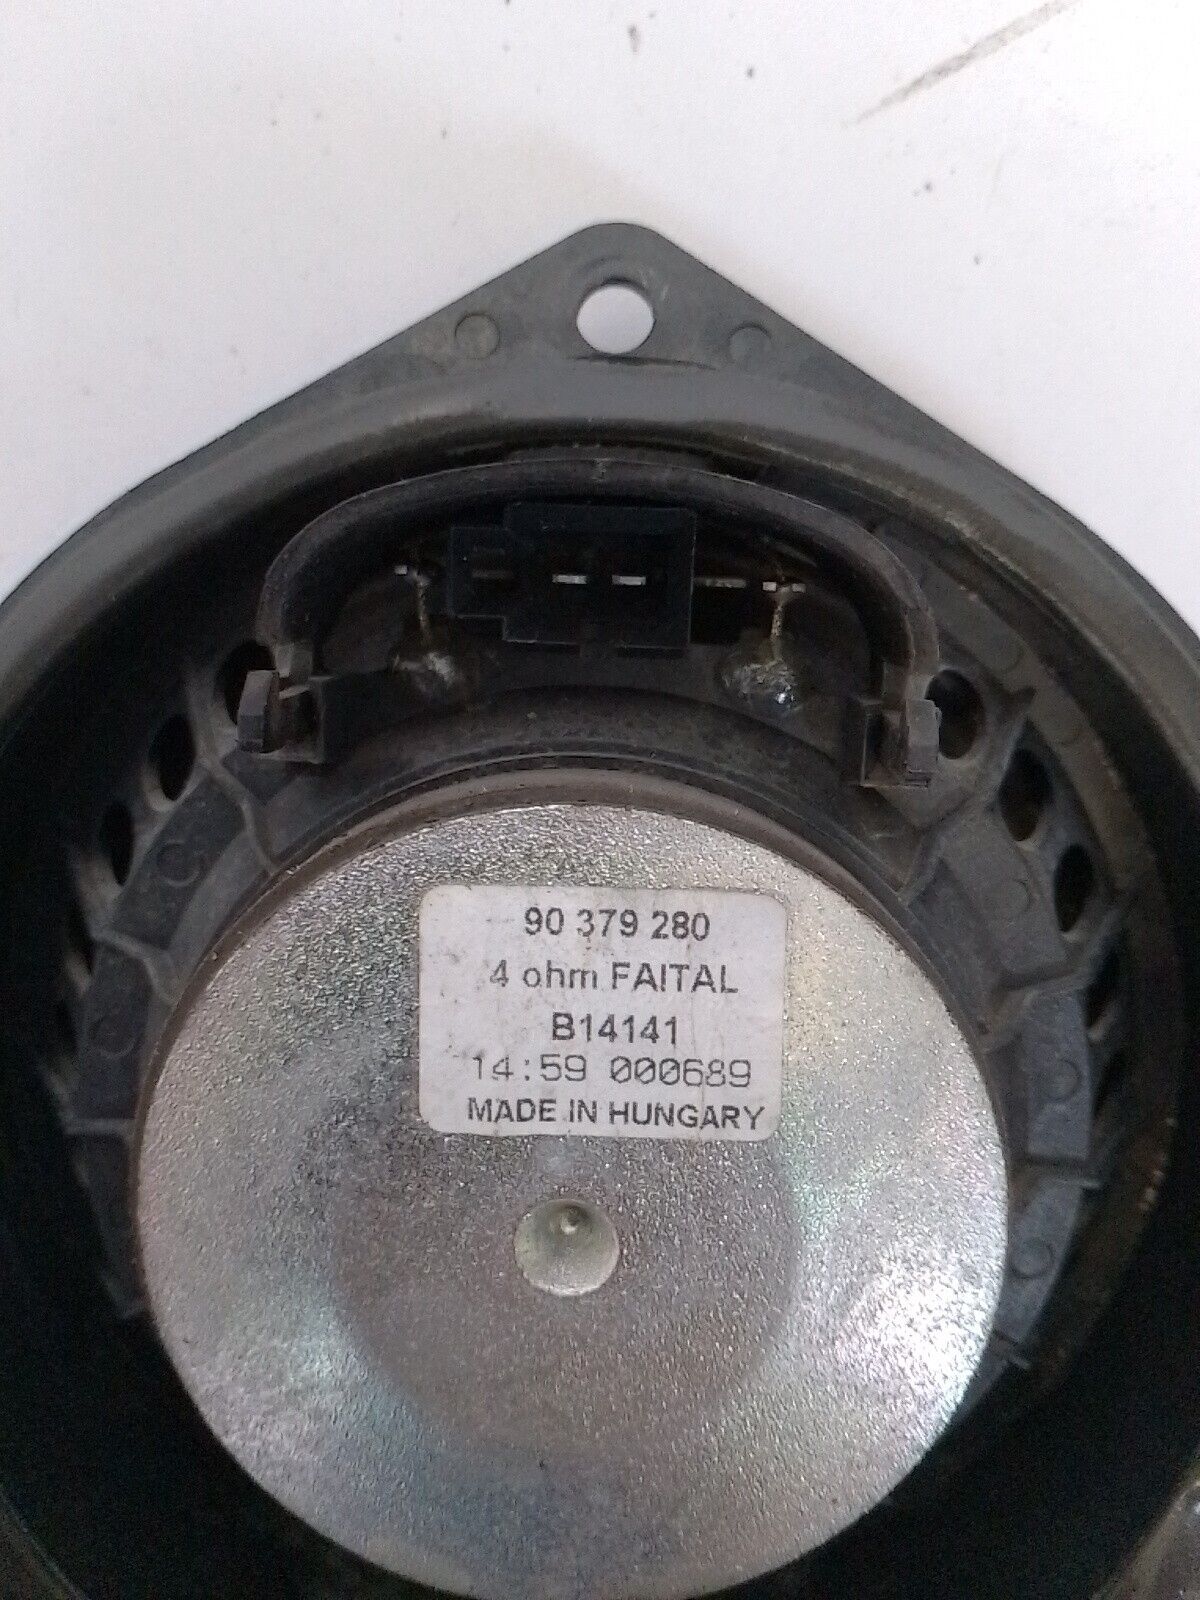 90 379 280
4 ohm FAITAL
B14141
14:59 000689
MADE IN HUNGARY